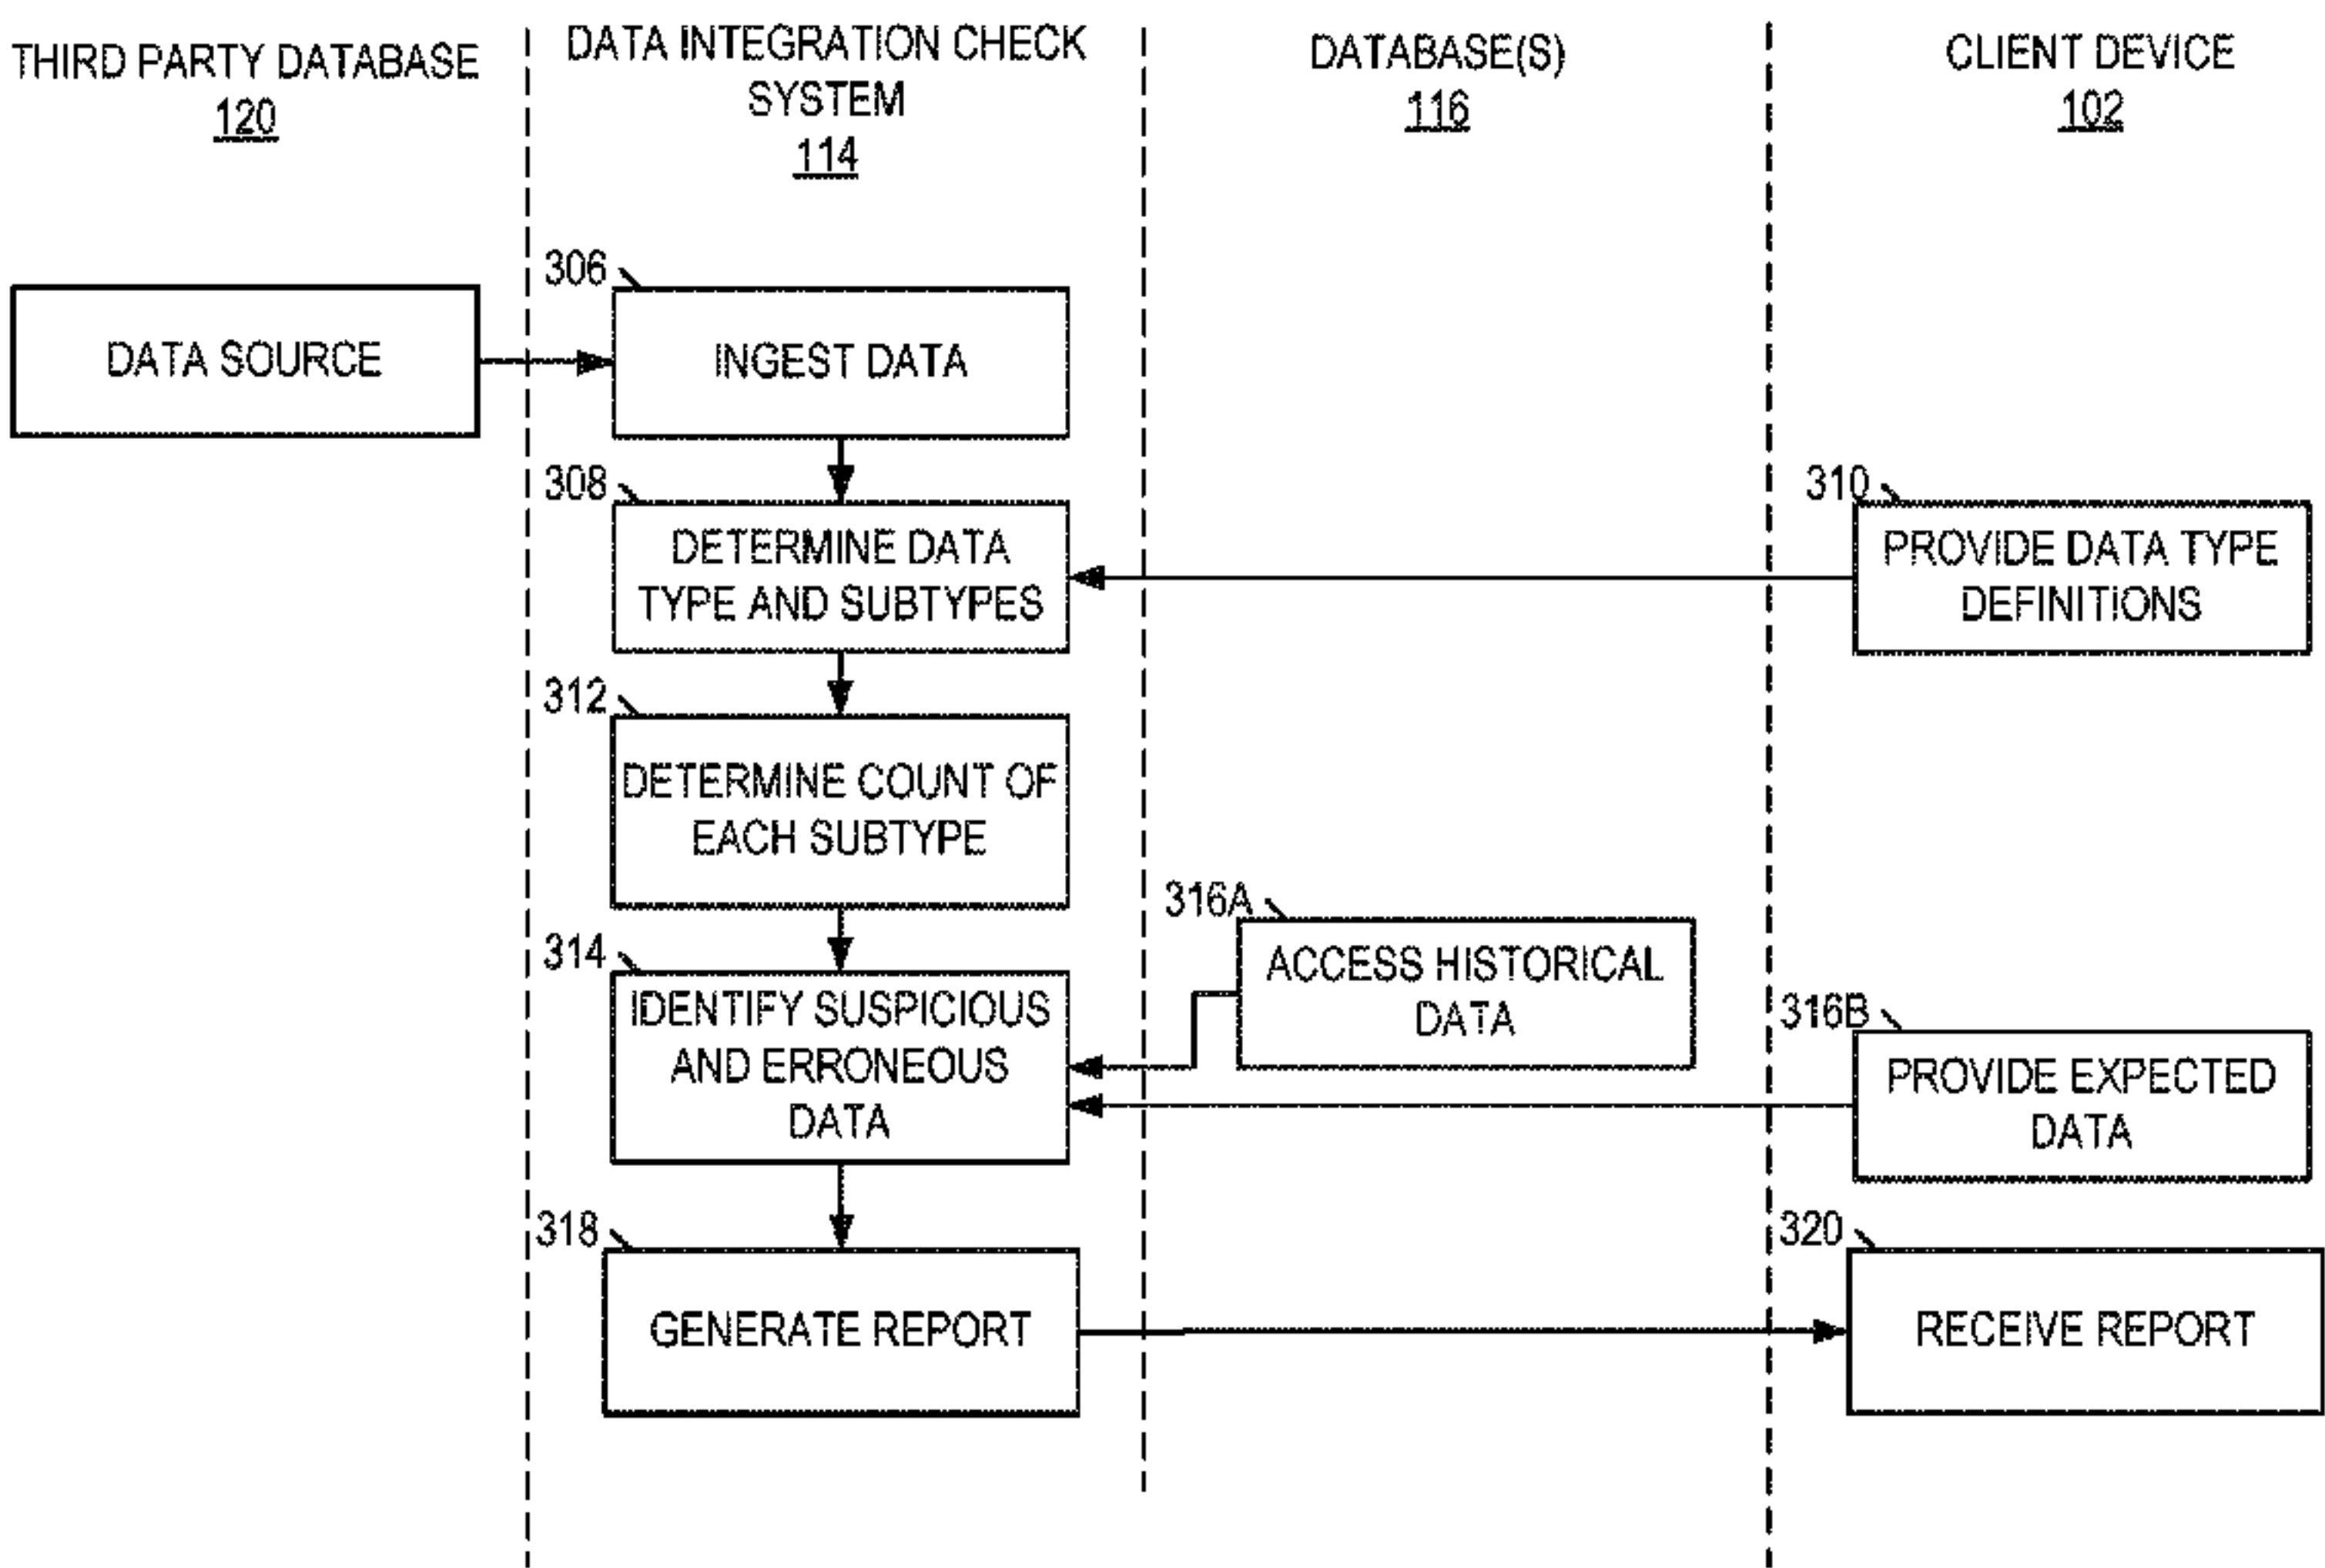 THIRD PARTY DATABASE
120
DATA INTEGRATION CHECK
SYSTEM
114
DATABASE(S)
116
CLIENT DEVICE
102
DATA SOURCE
306
INGEST DATA
308
DETERMINE DATA
TYPE AND SUBTYPES
310
PROVIDE DATA TYPE
DEFINITIONS
312
DETERMINE COUNT OF
EACH SUBTYPE
314
IDENTIFY SUSPICIOUS
AND ERRONEOUS
DATA
316A
ACCESS HISTORICAL
DATA
316B
PROVIDE EXPECTED
DATA
318
GENERATE REPORT
320
RECEIVE REPORT